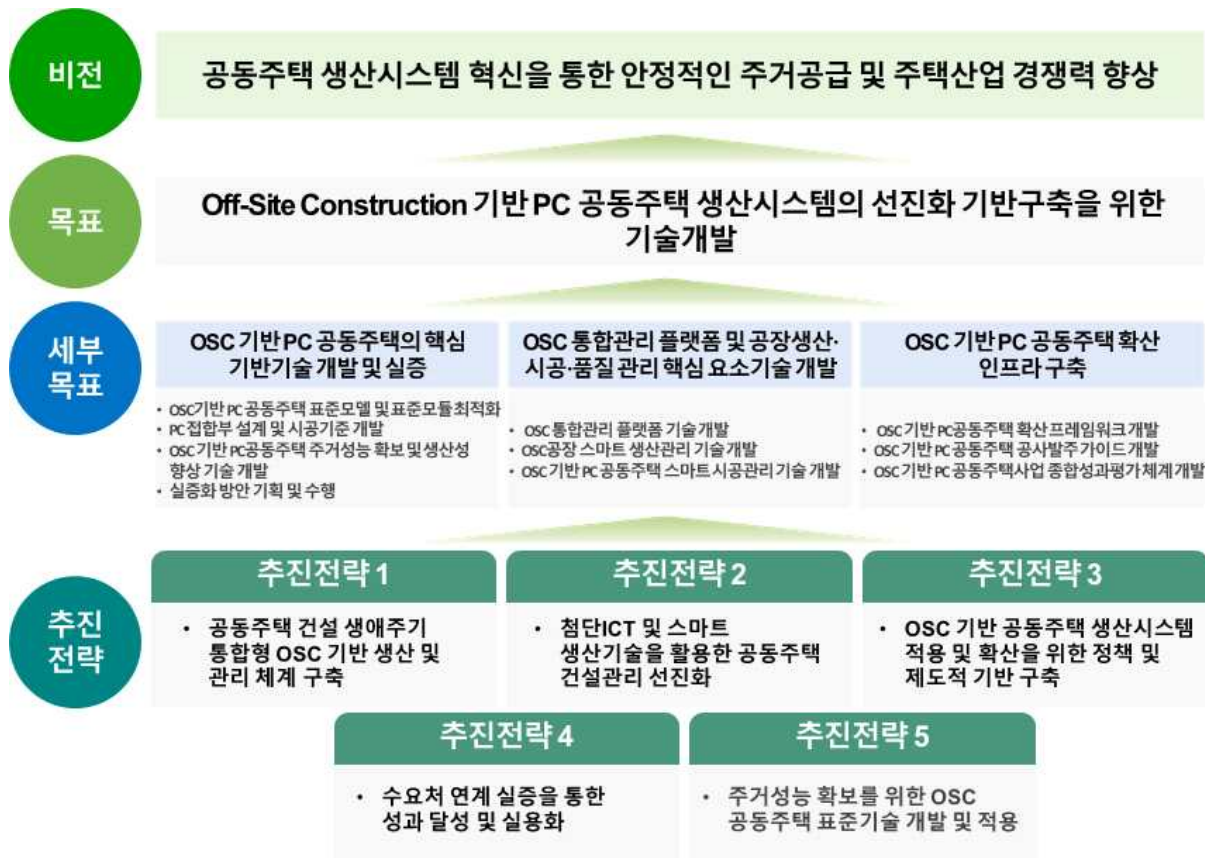 비전
공동주택 생산시스템 혁신을 통한 안정적인 주거공급 및 주택산업 경쟁력 향상
목표
Off-Site Construction 기반 PC 공동주택 생산시스템의 선진화 기반구축을 위한
기술개발
세부
목표
OSC 기반 PC 공동주택의 핵심
기반기술 개발 및 실증
• OSC기반 PC 공동주택 표준모델 및 표준모듈 최적화
• PC 접합부 설계 및 시공기준 개발
• OSC 기반 PC공동주택 주거성능 확보 및 생산성
향상 기술 개발
• 실증화 방안 기획 및 수행
OSC 통합관리 플랫폼 및 공장생산·
시공·품질 관리 핵심 요소기술 개발
• OSC 통합관리 플랫폼 기술 개발
• OSC공장 스마트 생산관리 기술개발
• OSC 기반 PC 공동주택 스마트 시공관리 기술 개발
OSC 기반 PC 공동주택 확산
인프라 구축
• OSC 기반 PC공동주택 확산 프레임워크 개발
• OSC 기반 PC 공동주택 공사발주 가이드 개발
• OSC 기반 PC 공동주택사업 종합성과평가 체계 개발
추진
전략
추진전략 1
• 공동주택 건설 생애주기
통합형 OSC 기반 생산 및
관리 체계 구축
추진전략 2
• 첨단ICT 및 스마트
생산기술을 활용한 공동주택
건설관리 선진화
추진전략 3
• OSC 기반 공동주택 생산시스템
적용 및 확산을 위한 정책 및
제도적 기반 구축
추진전략 4
• 수요처 연계 실증을 통한
성과 달성 및 실용화
추진전략 5
• 주거성능 확보를 위한 OSC
공동주택 표준기술 개발 및 적용